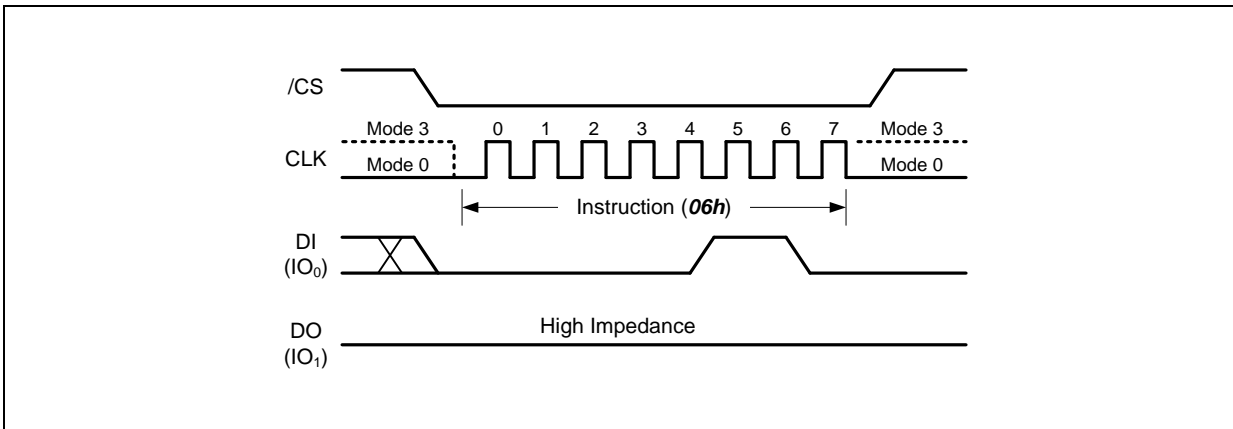 /CS
Mode 3 0 1 2 3 4 5 6 7 Mode 3
CLK
Mode 0 Mode 0
Instruction (06h)
DI
(IO₀)
High Impedance
DO
(IO₁)